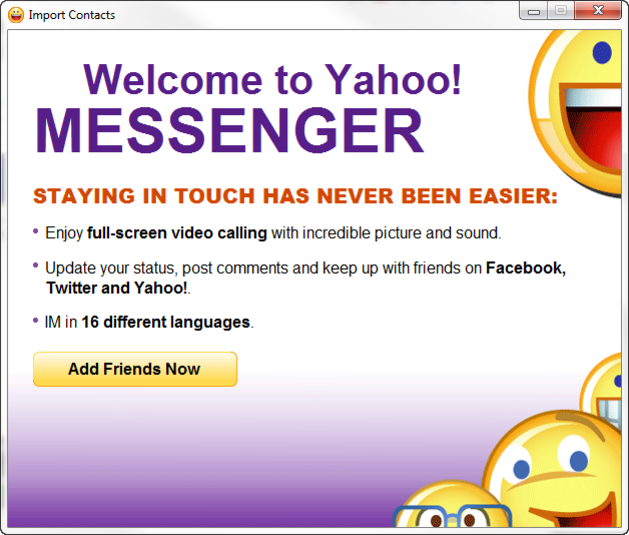 Import Contacts
Welcome to Yahoo!
MESSENGER
STAYING IN TOUCH HAS NEVER BEEN EASIER:
• Enjoy full-screen video calling with incredible picture and sound.
• Update your status, post comments and keep up with friends on Facebook,
Twitter and Yahoo!.
• IM in 16 different languages.
Add Friends Now